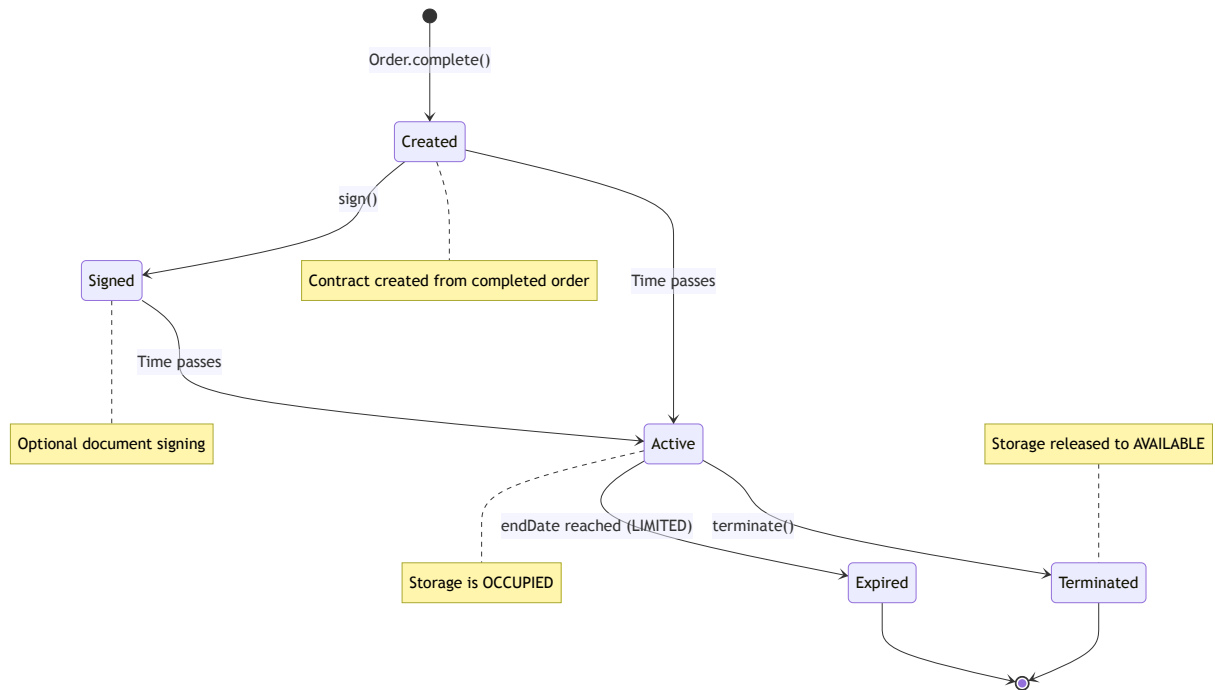 Order.complete()
Created
sign()
Signed
Contract created from completed order
Time passes
Time passes
Optional document signing
Active
Storage released to AVAILABLE
endDate reached (LIMITED)
terminate()
Storage is OCCUPIED
Expired
Terminated